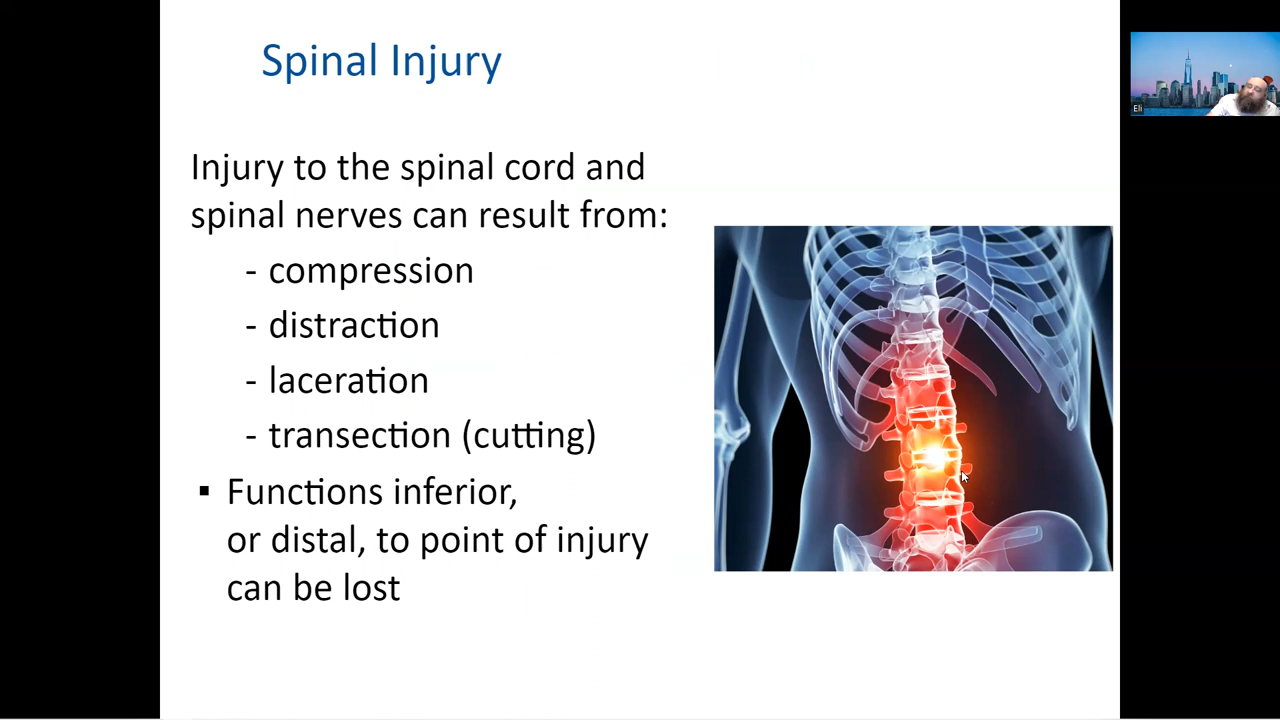 Spinal Injury
Injury to the spinal cord and
spinal nerves can result from:
- compression
- distraction
- laceration
- transection (cutting)
▪ Functions inferior,
or distal, to point of injury
can be lost
Eli